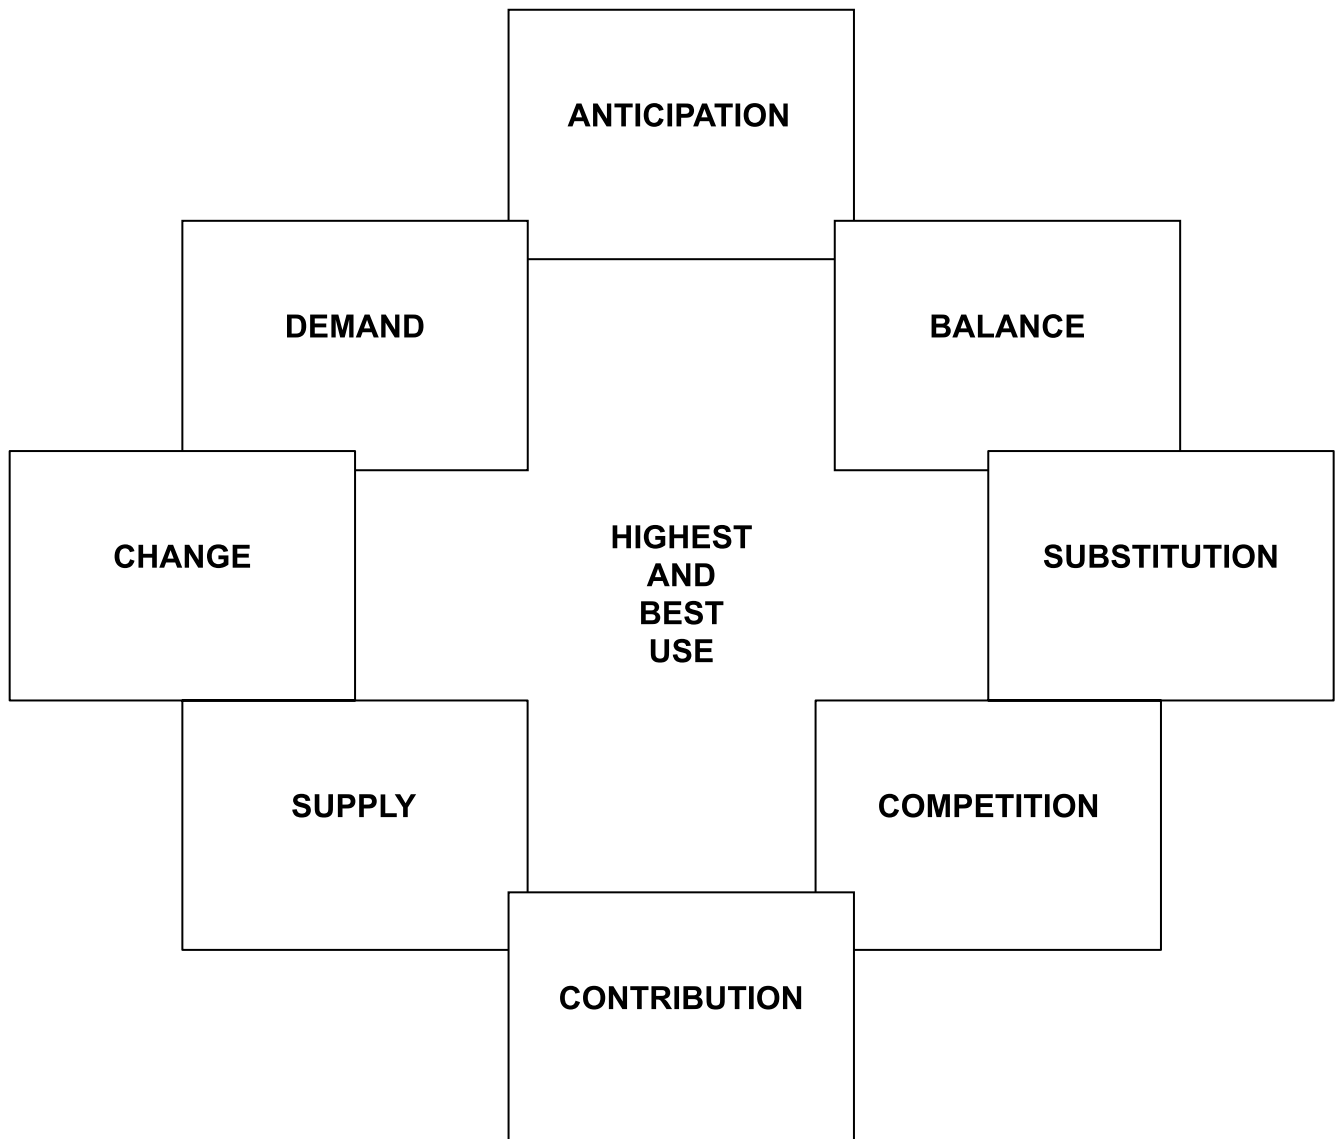 ANTICIPATION
DEMAND
BALANCE
CHANGE
HIGHEST
AND
BEST
USE
SUBSTITUTION
SUPPLY
COMPETITION
CONTRIBUTION